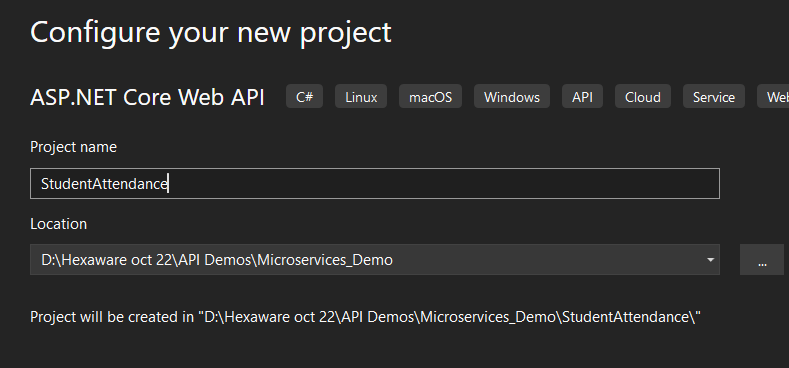 Configure your new project
ASP.NET Core Web API C# Linux macOS Windows API Cloud Service
Project name
StudentAttendance
Location
D:\Hexaware oct 22\API Demos\Microservices_Demo ...
Project will be created in "D:\Hexaware oct 22\API Demos\Microservices_Demo\StudentAttendance\"